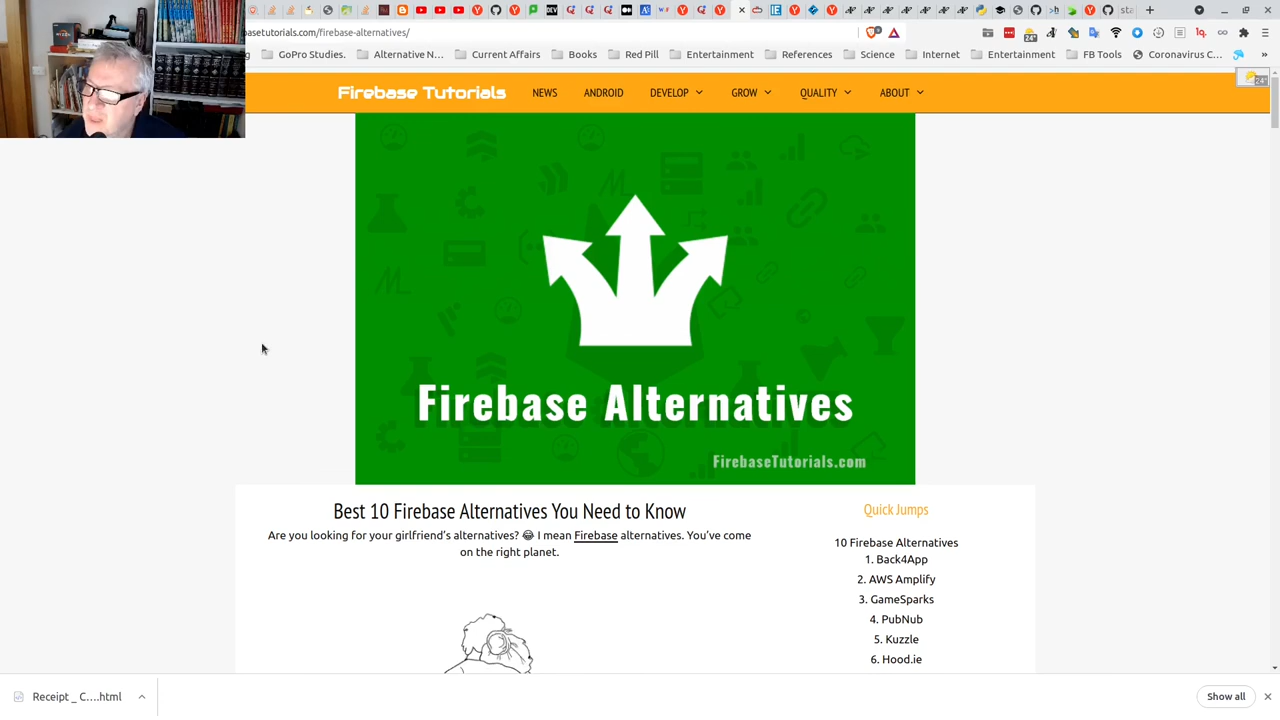 sta
basetutorials.com/firebase-alternatives/
24
g
GoPro Studies.
Alternative N...
Current Affairs
Books
Red Pill
Entertainment
References
Science
Internet
Entertainment
FB Tools
Coronavirus C...
»
Firebase Tutorials
NEWS
ANDROID
DEVELOP
GROW
QUALITY
ABOUT
24°
Firebase Alternatives
FirebaseTutorials.com
Best 10 Firebase Alternatives You Need to Know
Are you looking for your girlfriend's alternatives? 😂 I mean Firebase alternatives. You've come
on the right planet.
Quick Jumps
10 Firebase Alternatives
1. Back4App
2. AWS Amplify
3. GameSparks
4. PubNub
5. Kuzzle
6. Hood.ie
Receipt _ C....html
Show all